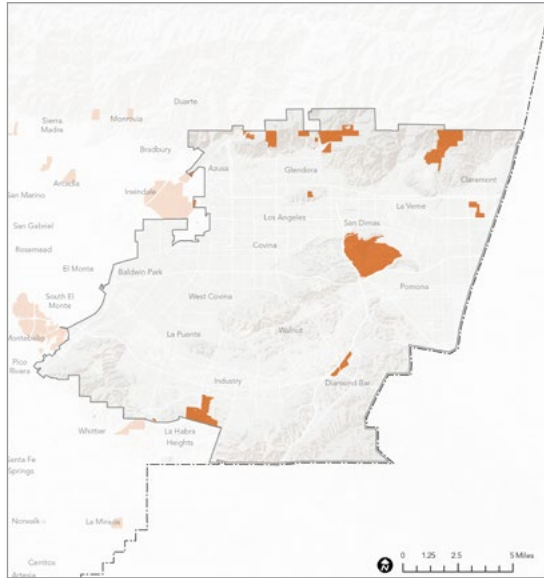 Duarte
Sierra
Madre
Monrovia
Bradbury
Azusa
Glendora
Claremont
Arcadia
Irwindale
San Marino
La Verne
Los Angeles
San Dimas
San Gabriel
Rosemead
Covina
El Monte
Baldwin Park
Pomona
South El
Monte
West Covina
Montebello
La Puente
Walnut
Pico
Rivera
Industry
Diamond Bar
Whittier
La Habra
Heights
Santa Fe
Springs
Norwalk
La Mirada
Cerritos
Artesia
N
0 1.25 2.5 5 Miles